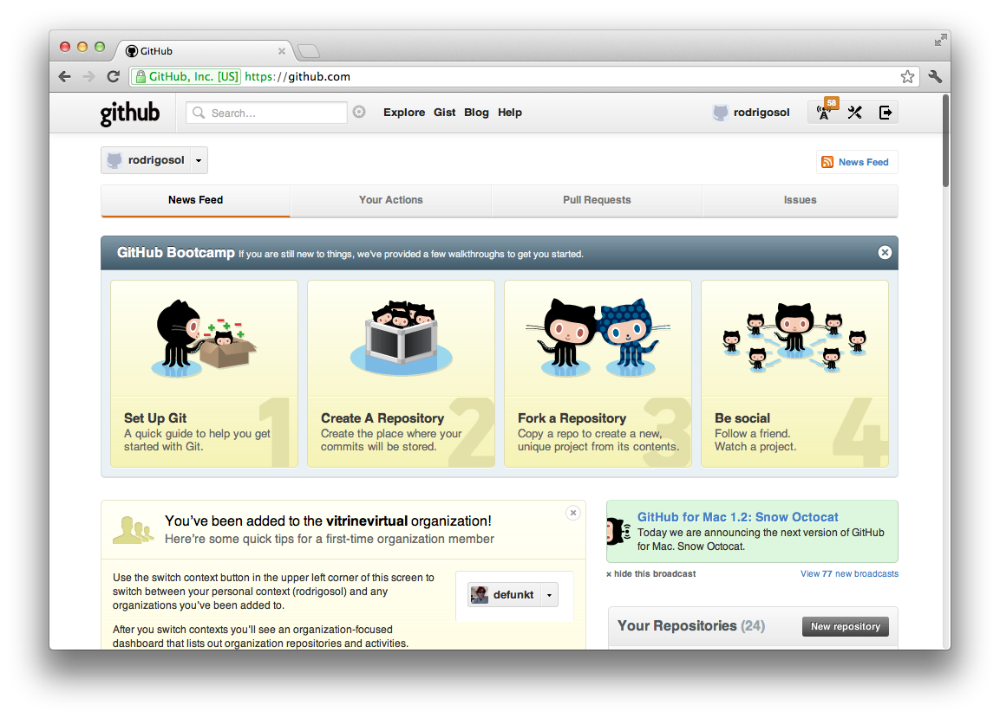 GitHub
GitHub, Inc. [US] https://github.com
github
Search...
Explore Gist Blog Help
rodrigosol
58
rodrigosol
News Feed
News Feed
Your Actions
Pull Requests
Issues
GitHub Bootcamp If you are still new to things, we've provided a few walkthroughs to get you started.
1
Set Up Git
A quick guide to help you get
started with Git.
2
Create A Repository
Create the place where your
commits will be stored.
3
Fork a Repository
Copy a repo to create a new,
unique project from its contents.
4
Be social
Follow a friend.
Watch a project.
You've been added to the vitrinevirtual organization!
Here're some quick tips for a first-time organization member
Use the switch context button in the upper left corner of this screen to
switch between your personal context (rodrigosol) and any
organizations you've been added to.
After you switch contexts you'll see an organization-focused
dashboard that lists out organization repositories and activities.
defunkt
GitHub for Mac 1.2: Snow Octocat
Today we are announcing the next version of GitHub
for Mac. Snow Octocat.
× hide this broadcast
View 77 new broadcasts
Your Repositories (24)
New repository